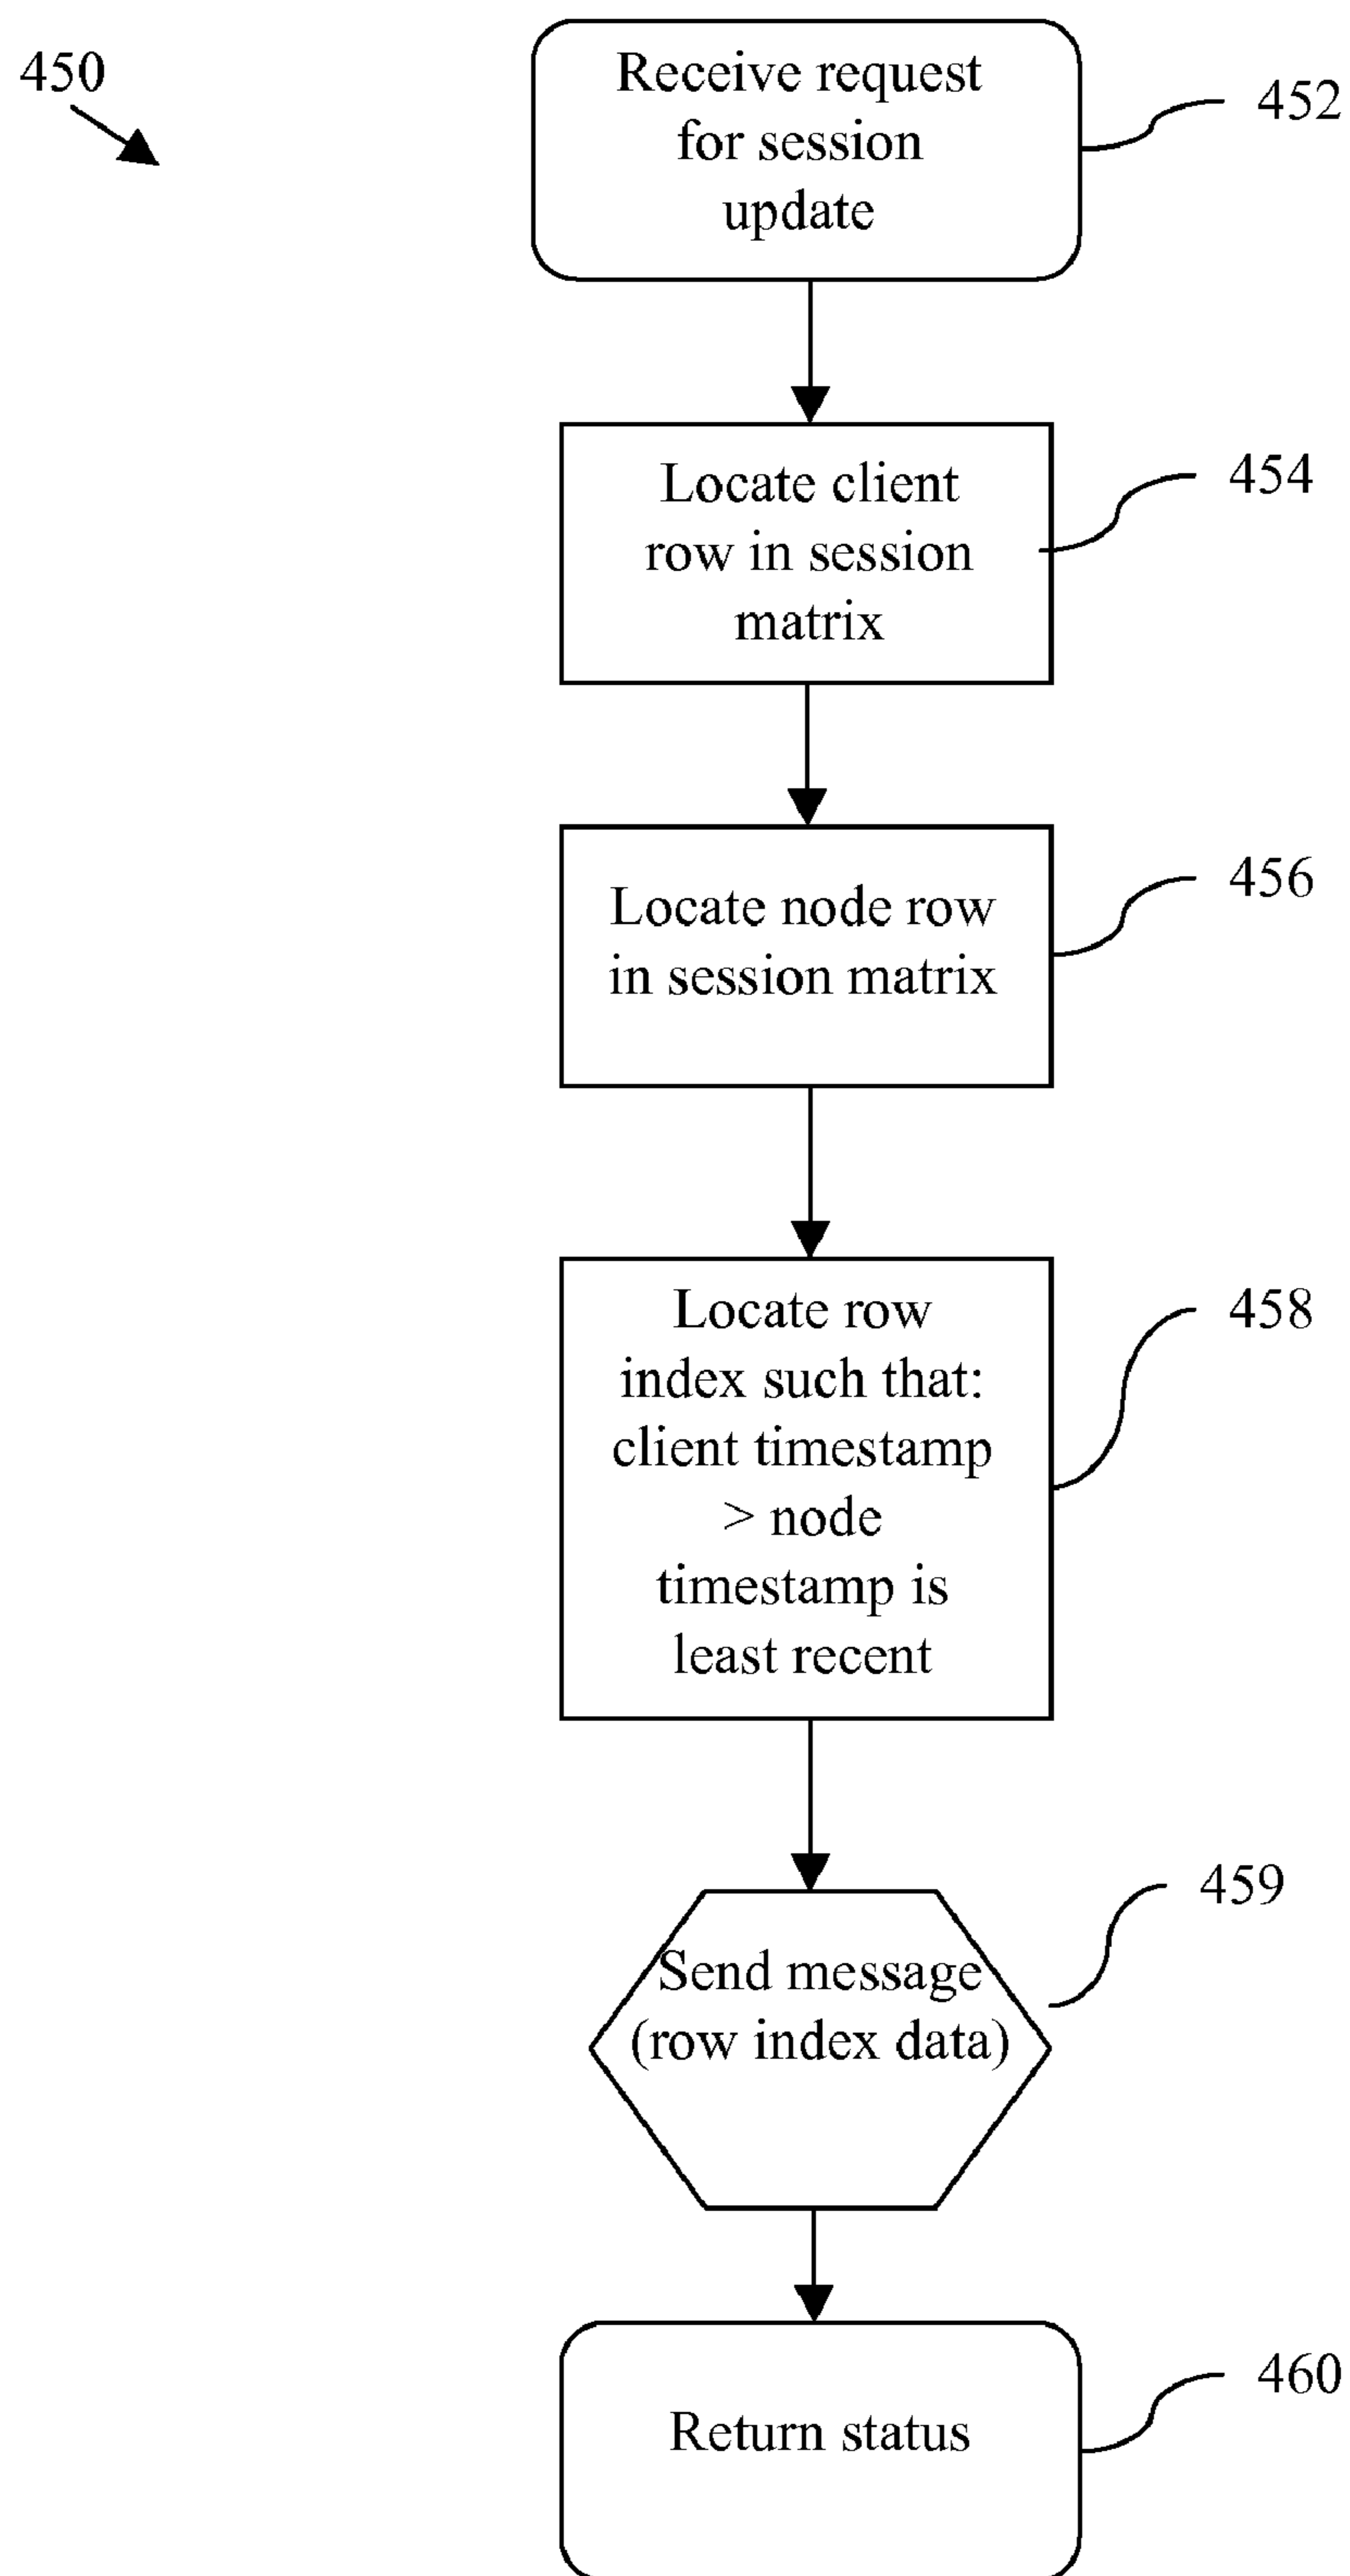 450
Receive request
for session
update
452
Locate client
row in session
matrix
454
Locate node row
in session matrix
456
Locate row
index such that:
client timestamp
> node
timestamp is
least recent
458
Send message
(row index data)
459
Return status
460